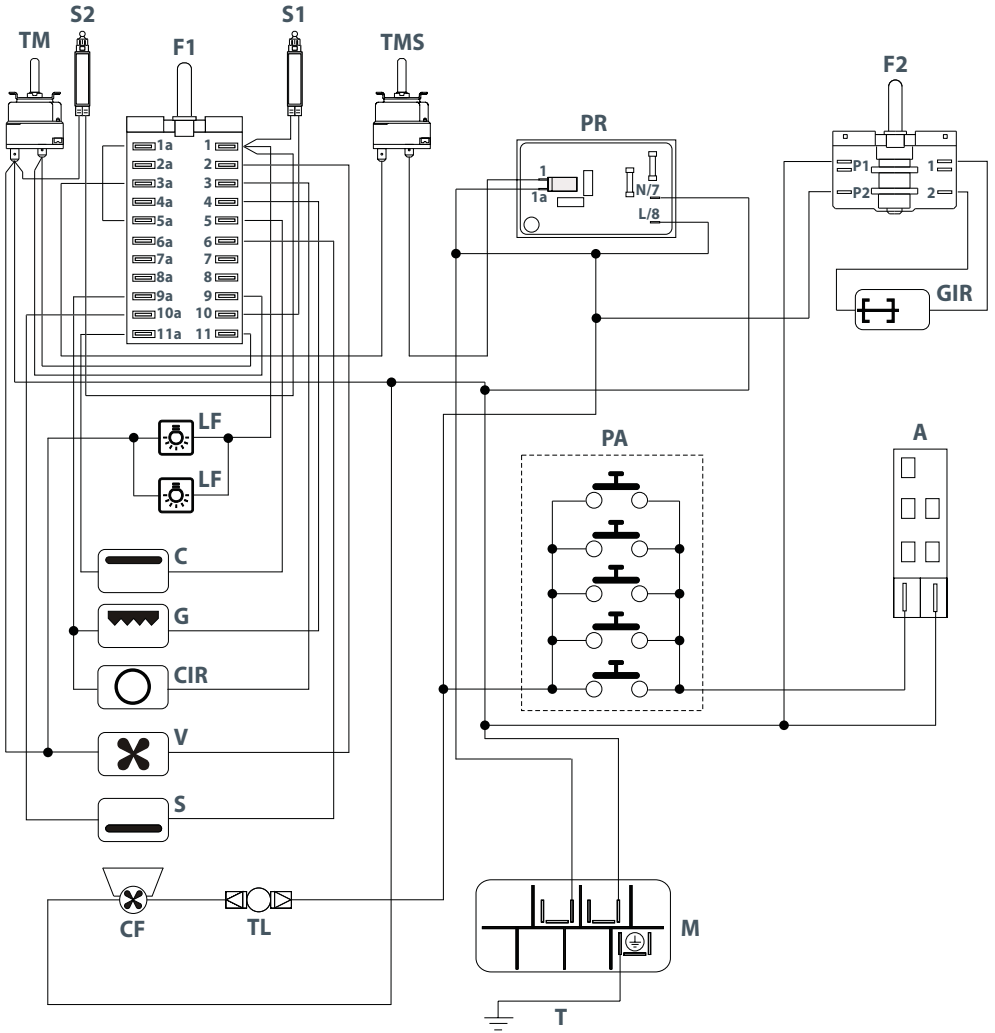 S2
S1
TM
F1
TMS
F2
PR
1a 1
2a 2
3a 3
4a 4
5a 5
6a 6
7a 7
8a 8
9a 9
10a 10
11a 11
1
1a
N/7
L/8
P1 1
P2 2
GIR
LF
LF
PA
A
C
G
CIR
V
S
CF
TL
M
T